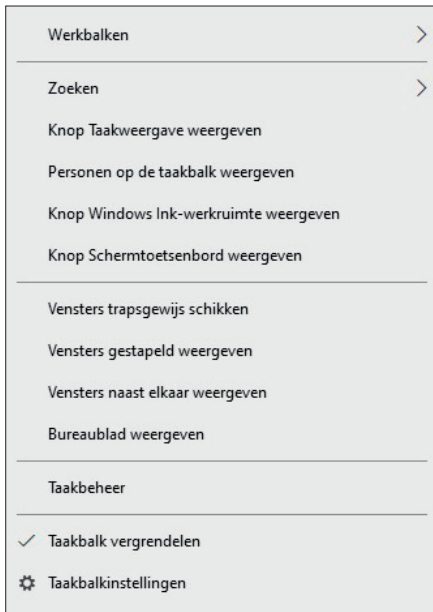 Werkbalken
Zoeken
Knop Taakweergave weergeven
Personen op de taakbalk weergeven
Knop Windows Ink-werkruimte weergeven
Knop Schermtoetsenbord weergeven
Vensters trapsgewijs schikken
Vensters gestapeld weergeven
Vensters naast elkaar weergeven
Bureaublad weergeven
Taakbeheer
Taakbalk vergrendelen
Taakbalkinstellingen